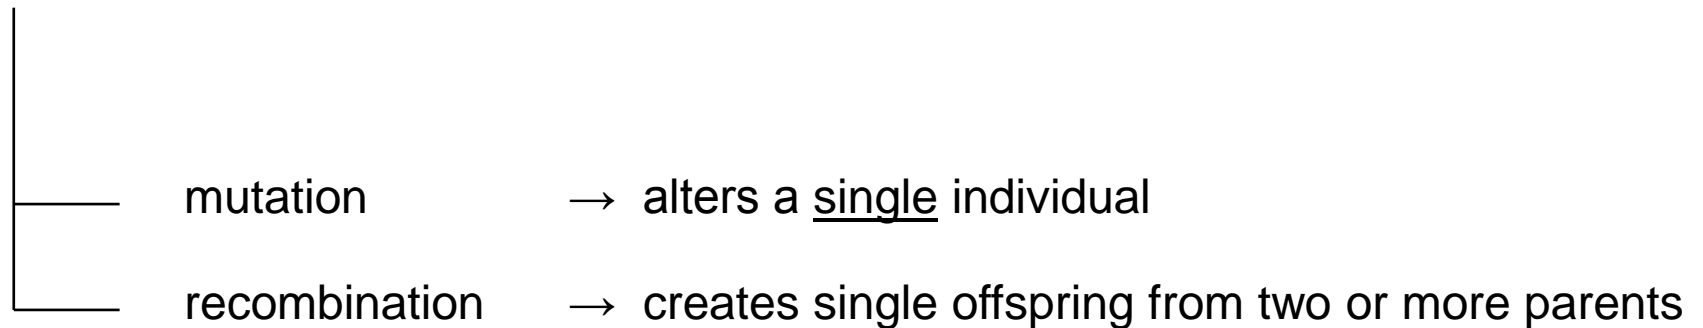 mutation → alters a single individual
recombination → creates single offspring from two or more parents